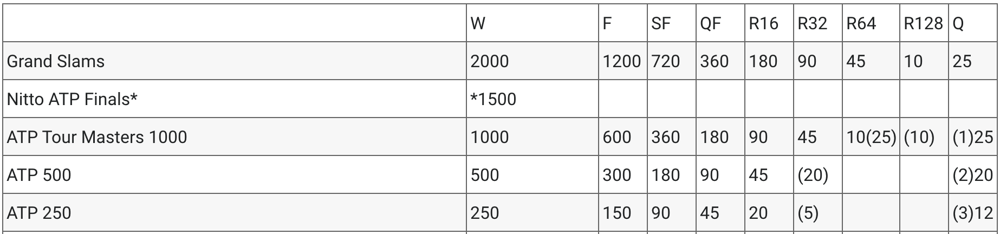 W F SF QF R16 R32 R64 R128 Q
Grand Slams 2000 1200 720 360 180 90 45 10 25
Nitto ATP Finals* *1500
ATP Tour Masters 1000 1000 600 360 180 90 45 10(25) (10) (1)25
ATP 500 500 300 180 90 45 (20) (2)20
ATP 250 250 150 90 45 20 (5) (3)12